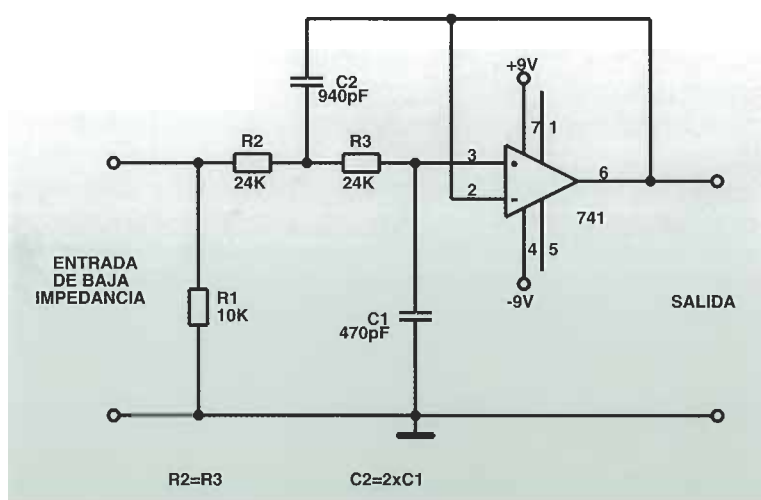 C2
940pF
+9V
7 1
R2
24K
R3
24K
3
2
6
741
4 5
-9V
ENTRADA
DE BAJA
IMPEDANCIA
R1
10K
C1
470pF
SALIDA
R2=R3
C2=2xC1